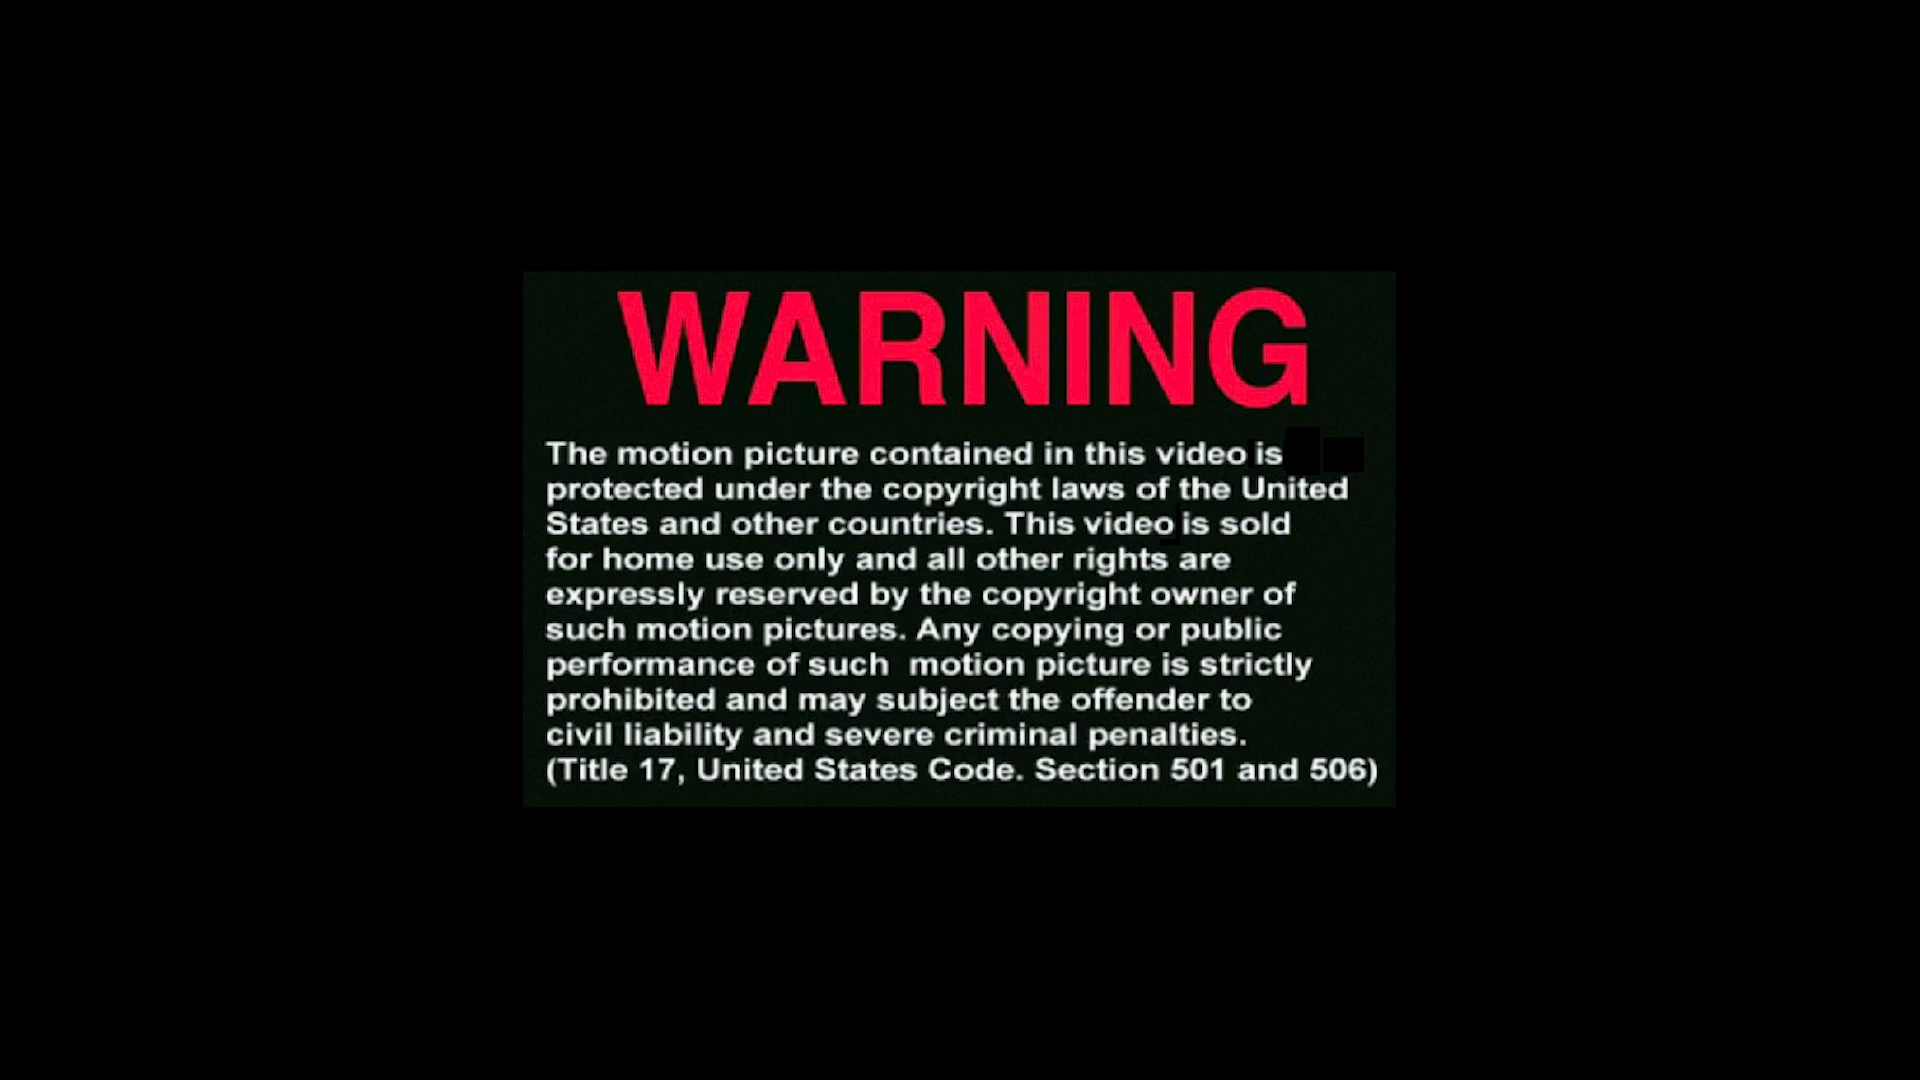 WARNING
The motion picture contained in this video is
protected under the copyright laws of the United
States and other countries. This video is sold
for home use only and all other rights are
expressly reserved by the copyright owner of
such motion pictures. Any copying or public
performance of such  motion picture is strictly
prohibited and may subject the offender to
civil liability and severe criminal penalties.
(Title 17, United States Code. Section 501 and 506)